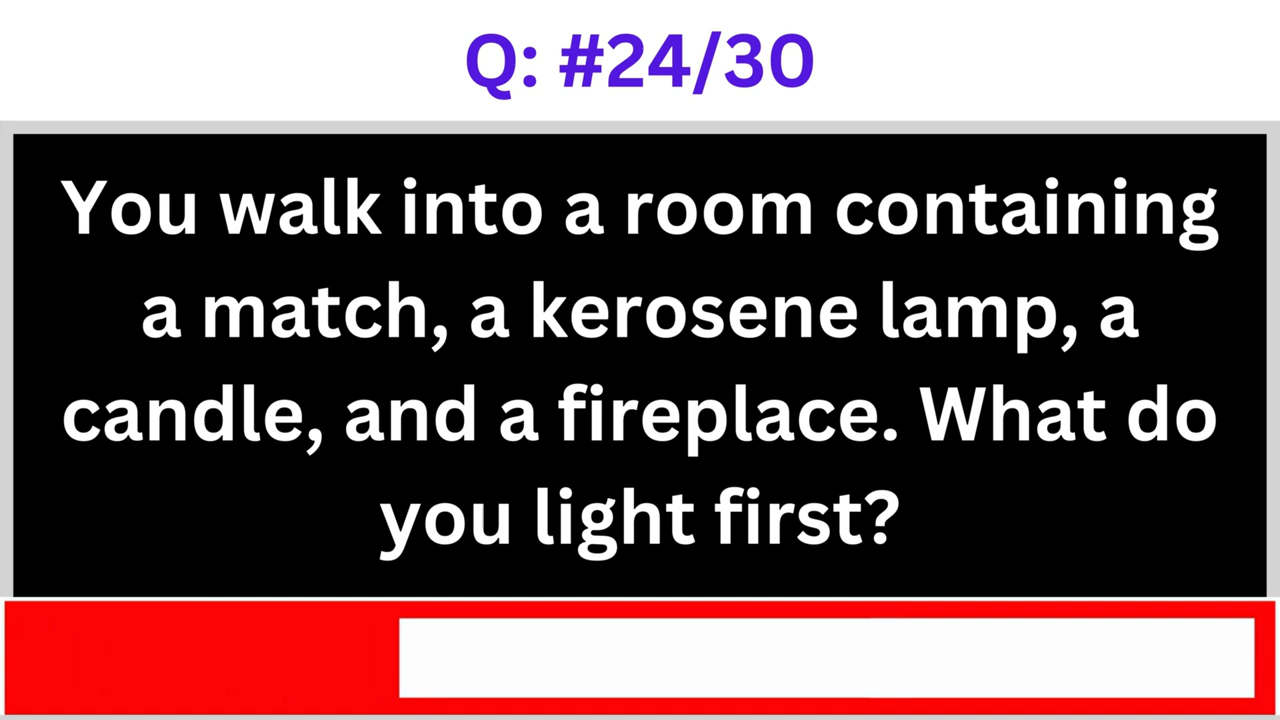 Q: #24/30
You walk into a room containing
a match, a kerosene lamp, a
candle, and a fireplace. What do
you light first?